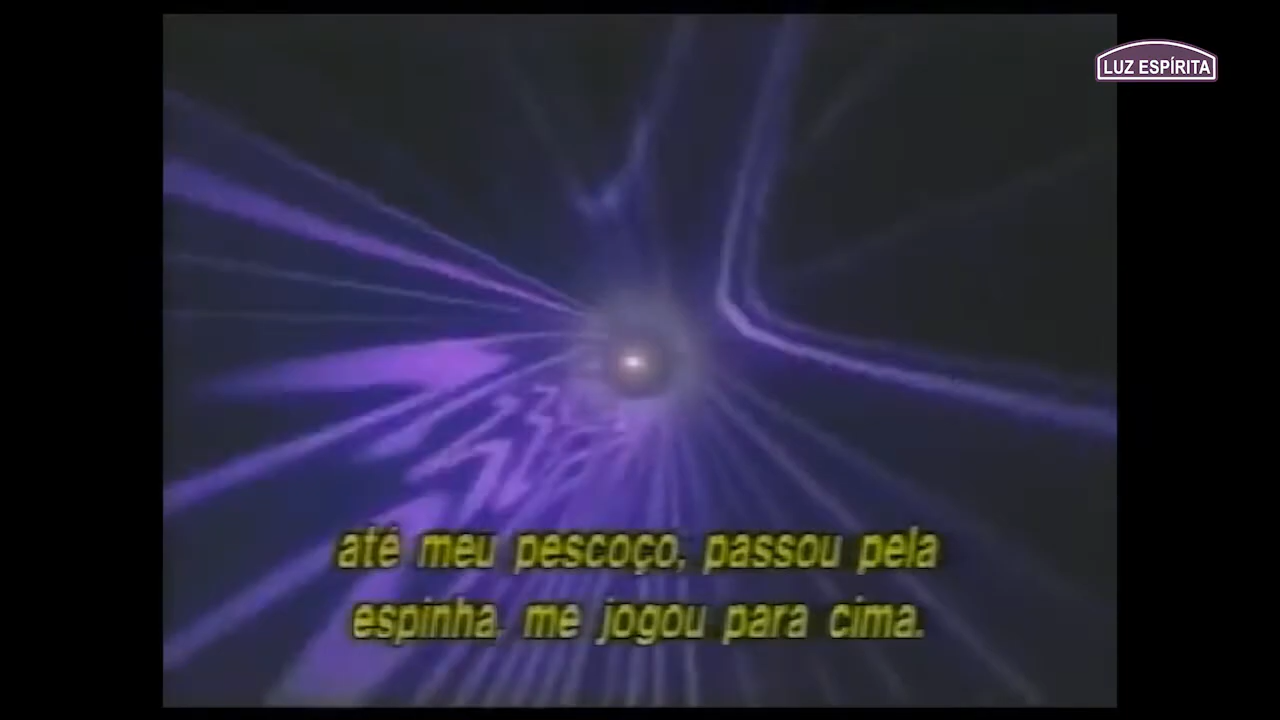 LUZ ESPÍRITA
até meu pescoço, passou pela
espinha, me jogou para cima.